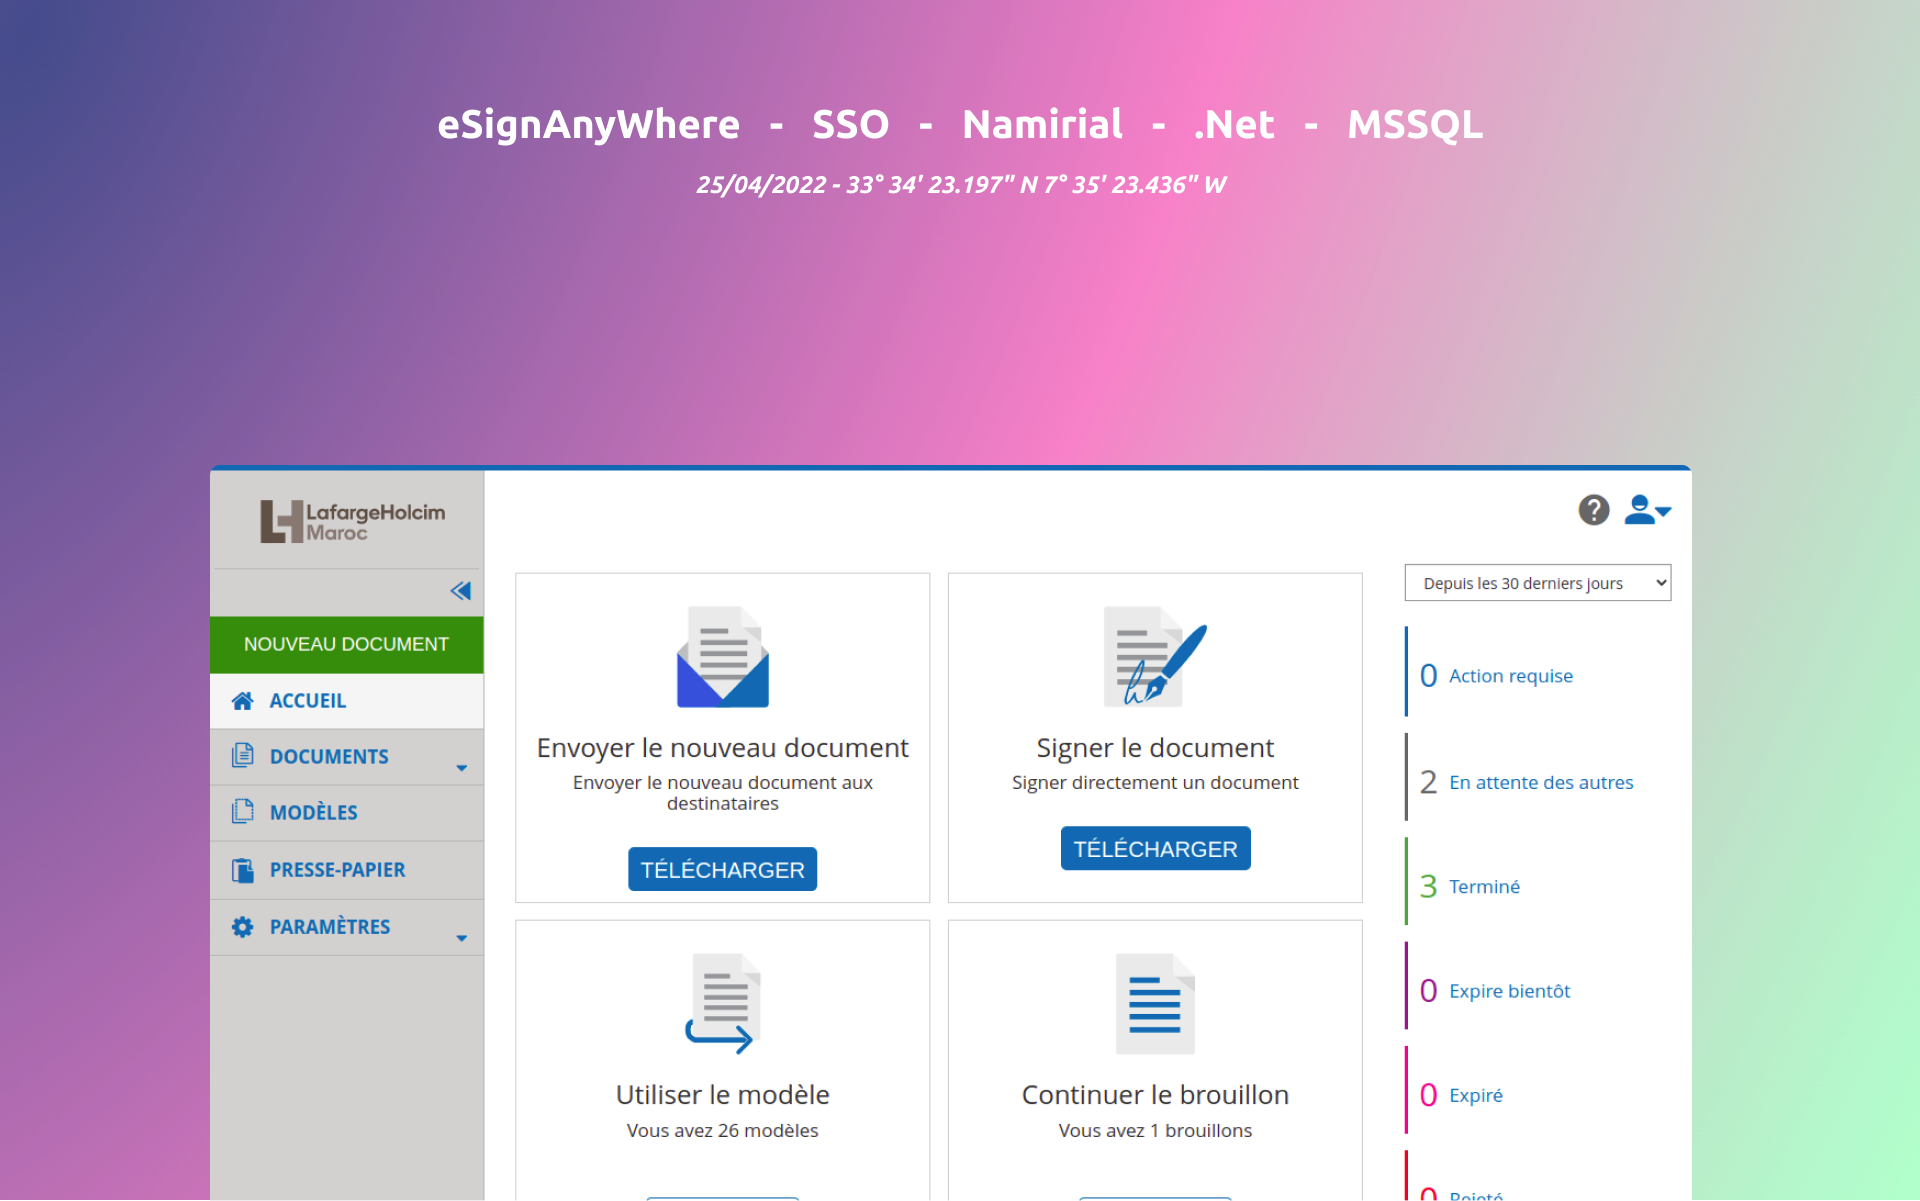 eSignAnyWhere - SSO - Namirial - .Net - MSSQL
25/04/2022 - 33° 34' 23.197" N 7° 35' 23.436" W
LafargeHolcim
Maroc
NOUVEAU DOCUMENT
ACCUEIL
DOCUMENTS
MODÈLES
PRESSE-PAPIER
PARAMÈTRES
Envoyer le nouveau document
Envoyer le nouveau document aux
destinataires
TÉLÉCHARGER
Signer le document
Signer directement un document
TÉLÉCHARGER
Utiliser le modèle
Vous avez 26 modèles
Continuer le brouillon
Vous avez 1 brouillons
?
Depuis les 30 derniers jours
0 Action requise
2 En attente des autres
3 Terminé
0 Expire bientôt
0 Expiré
0 Rejeté